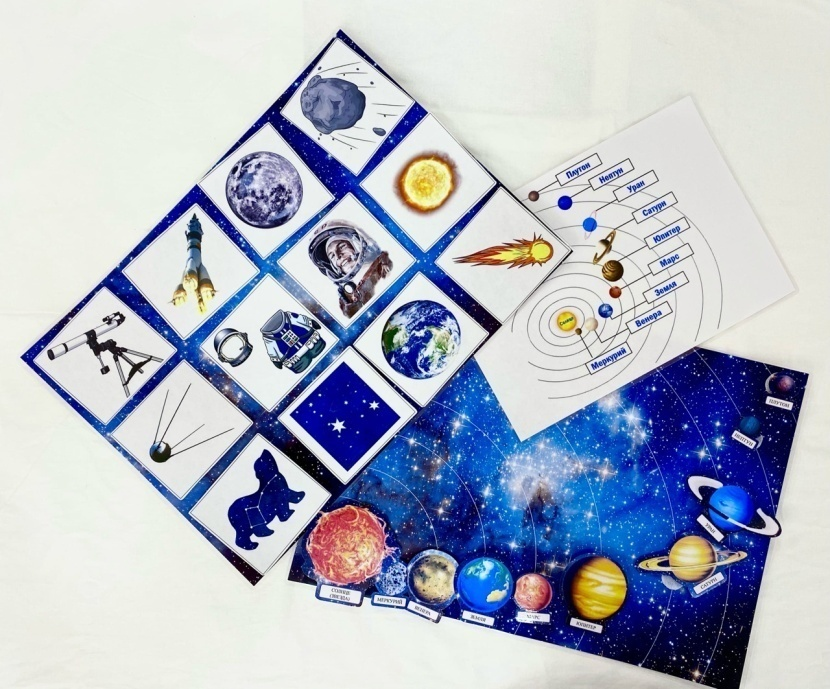 Плутон
Нептун
Уран
Сатурн
Юпитер
Марс
Земля
Венера
Меркурий
Солнце
ПЛУТОН
НЕПТУН
УРАН
САТУРН
СОЛНЦЕ
(ЗВЕЗДА)
МЕРКУРИЙ
ВЕНЕРА
ЗЕМЛЯ
МАРС
ЮПИТЕР